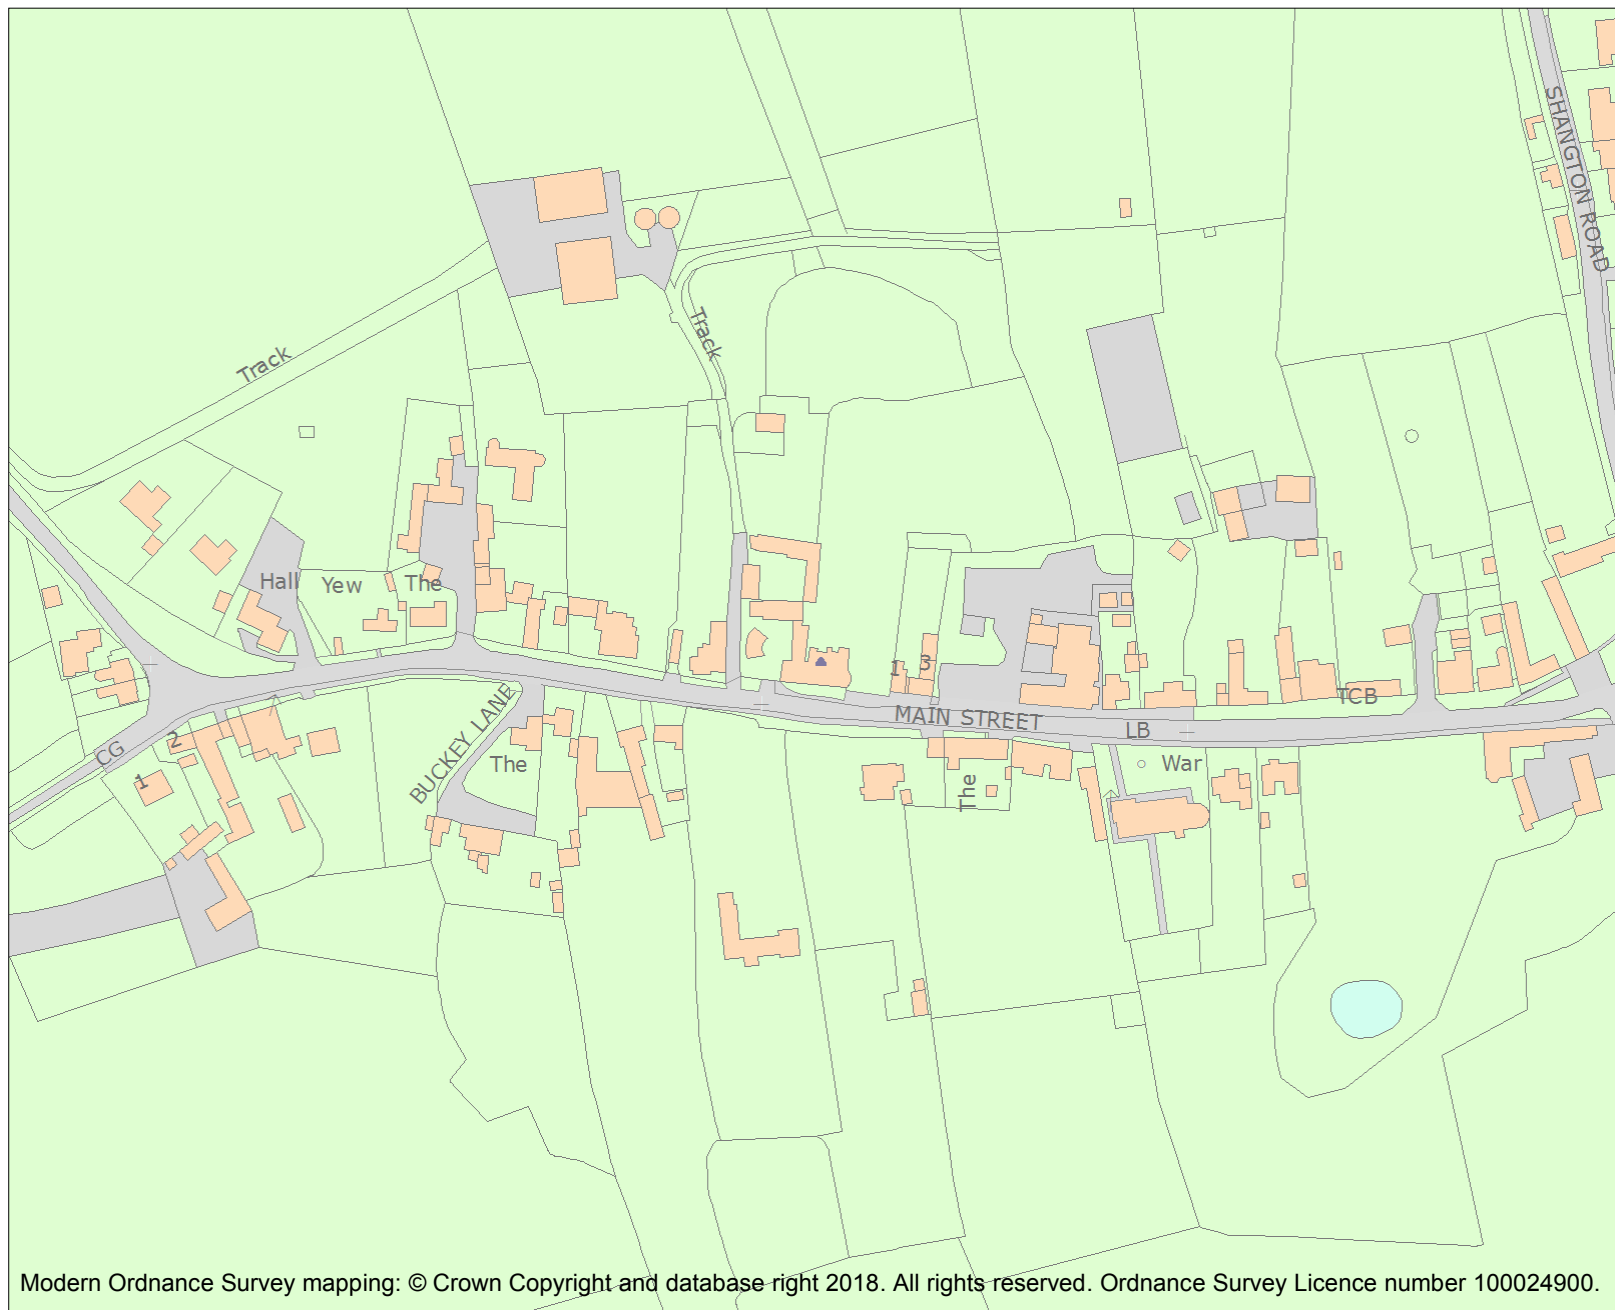 SHANGTON ROAD
Track
Track
Hall
Yew
The
1
3
MAIN STREET
TCB
LB
War
BUCKEY LANE
CG
2
1
The
The
Modern Ordnance Survey mapping: © Crown Copyright and database right 2018. All rights reserved. Ordnance Survey Licence number 100024900.